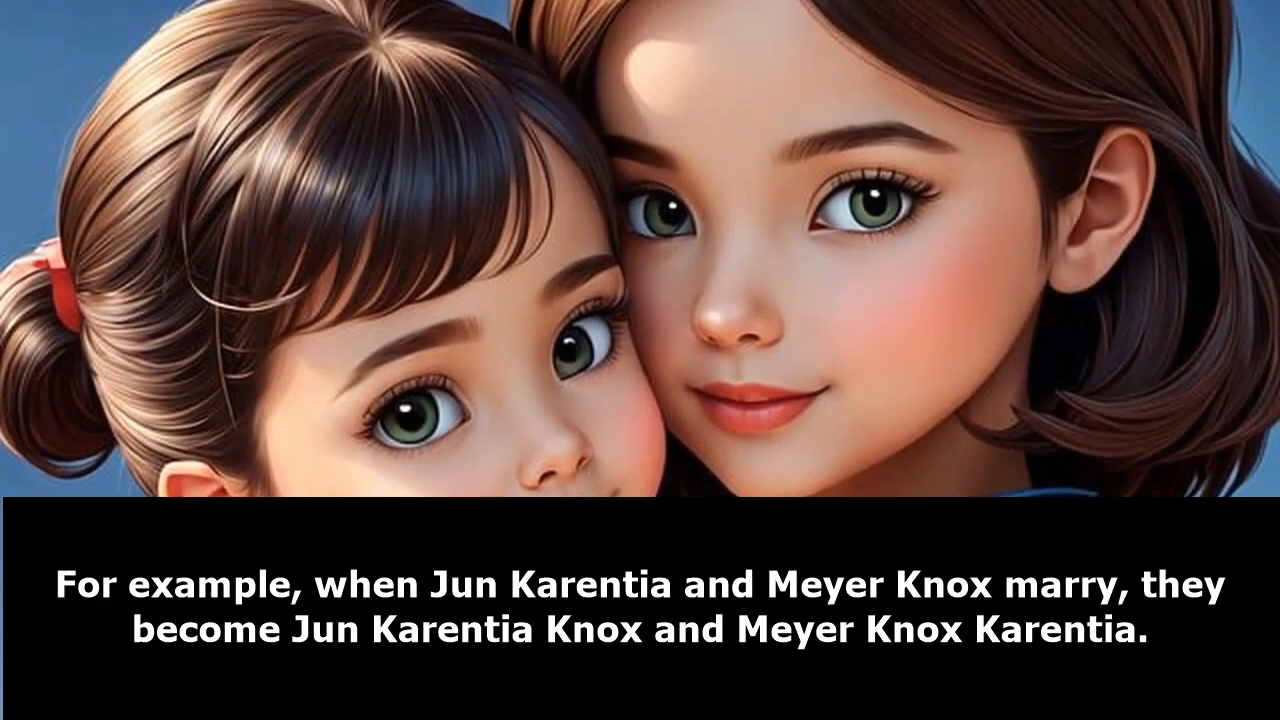 For example, when Jun Karentia and Meyer Knox marry, they
become Jun Karentia Knox and Meyer Knox Karentia.